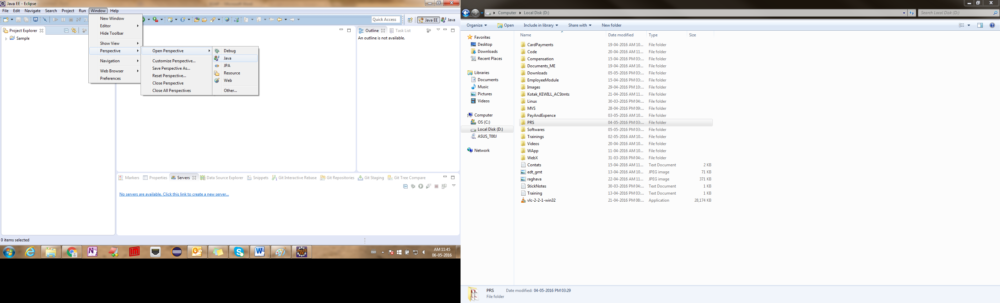 Java EE - Eclipse
File Edit Navigate Search Project Run Window Help
Quick Access Java EE Java
Project Explorer
Sample
New Window
Editor
Hide Toolbar
Show View
Perspective
Navigation
Web Browser
Preferences
Open Perspective
Customize Perspective...
Save Perspective As...
Reset Perspective...
Close Perspective
Close All Perspectives
Debug
Java
JPA
Resource
Web
Other...
Outline Task List
An outline is not available.
Markers Properties Servers Data Source Explorer Snippets Git Interactive Rebase Git Repositories Git Staging Git Tree Compare
No servers are available. Click this link to create a new server...
0 items selected
Java EE
IDE
AM 11:45
06-05-2016
Computer Local Disk (D:)
Search Local Disk (D:)
Organize Open Include in library Share with New folder
Favorites
Desktop
Downloads
Recent Places
Libraries
Documents
Music
Pictures
Videos
Computer
OS (C:)
Local Disk (D:)
ASUS_T00J
Network
Name Date modified Type Size
CardPayments 19-04-2016 AM 10... File folder
Code 20-04-2016 AM 11... File folder
Compensation 15-04-2016 PM 03:... File folder
Documents_ME 19-04-2016 AM 10... File folder
Downloads 05-05-2016 PM 03:... File folder
EmployeeModule 15-04-2016 PM 03:... File folder
Images 29-04-2016 PM 10:... File folder
Kotak_KEWILL_ACStmts 21-04-2016 AM 11... File folder
Linux 30-03-2016 PM 04:... File folder
MVS 28-04-2016 PM 09:... File folder
PayAndExpence 03-05-2016 AM 10... File folder
PRS 04-05-2016 PM 03:... File folder
Softwares 05-05-2016 PM 03:... File folder
Trainings 02-05-2016 AM 10... File folder
Videos 20-04-2016 AM 10... File folder
WApp 11-04-2016 AM 10... File folder
WebX 31-03-2016 PM 04:... File folder
Contats 15-04-2016 AM 11... Text Document 2 KB
edt_gmt 13-04-2016 AM 10... JPEG image 71 KB
raghava 22-04-2016 AM 11... JPEG image 371 KB
StickNotes 30-03-2016 PM 04:... Text Document 1 KB
Training 13-04-2016 PM 03:... Text Document 1 KB
vlc-2-2-1-win32 21-04-2016 PM 08:... Application 28,174 KB
PRS Date modified: 04-05-2016 PM 03:29
File folder